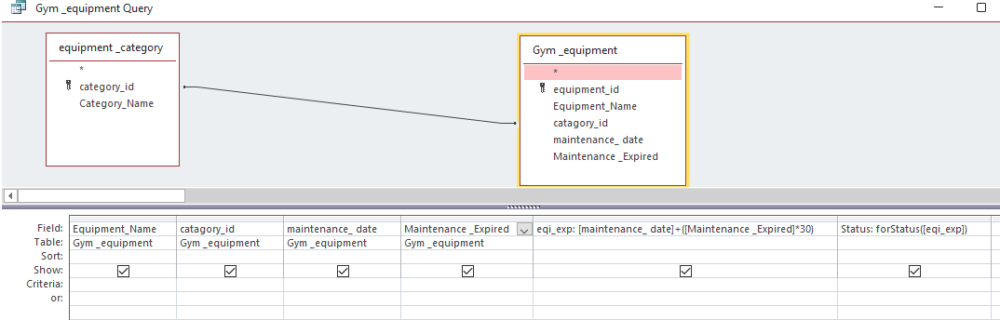 Gym _equipment Query
equipment _category
*
category_id
Category_Name
Gym _equipment
*
equipment_id
Equipment_Name
catagory_id
maintenance_ date
Maintenance _Expired
Field: Equipment_Name catagory_id maintenance_ date Maintenance _Expired eqi_exp: [maintenance_ date]+([Maintenance _Expired]*30) Status: forStatus([eqi_exp])
Table: Gym _equipment Gym _equipment Gym _equipment Gym _equipment
Sort:
Show:
Criteria:
or: